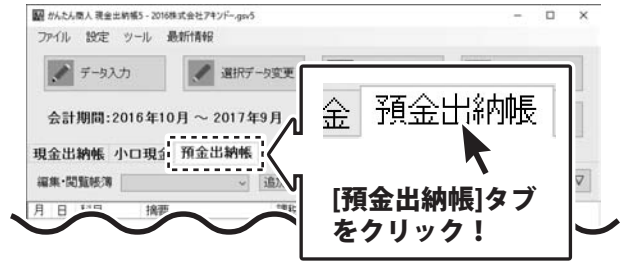 かんたん商人 現金出納帳5 - 2016株式会社アキンドー.gsv5
ファイル 設定 ツール 最新情報
データ入力 選択データ変更
会計期間:2016年10月 ～ 2017年9月
現金出納帳 小口現金 預金出納帳
編集・閲覧帳簿 追加
月 日 科目 摘要
金 預金出納帳
[預金出納帳]タブ
をクリック！